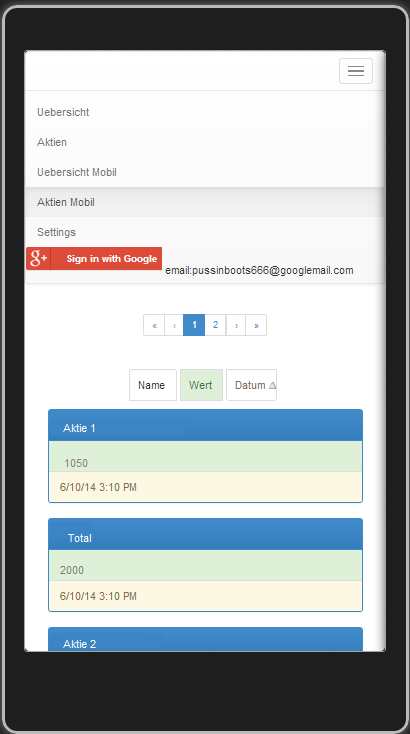 Uebersicht
Aktien
Uebersicht Mobil
Aktien Mobil
Settings
g+ Sign in with Google email:pussinboots666@googlemail.com
« ‹ 1 2 › »
Name Wert Datum
Aktie 1
1050
6/10/14 3:10 PM
Total
2000
6/10/14 3:10 PM
Aktie 2